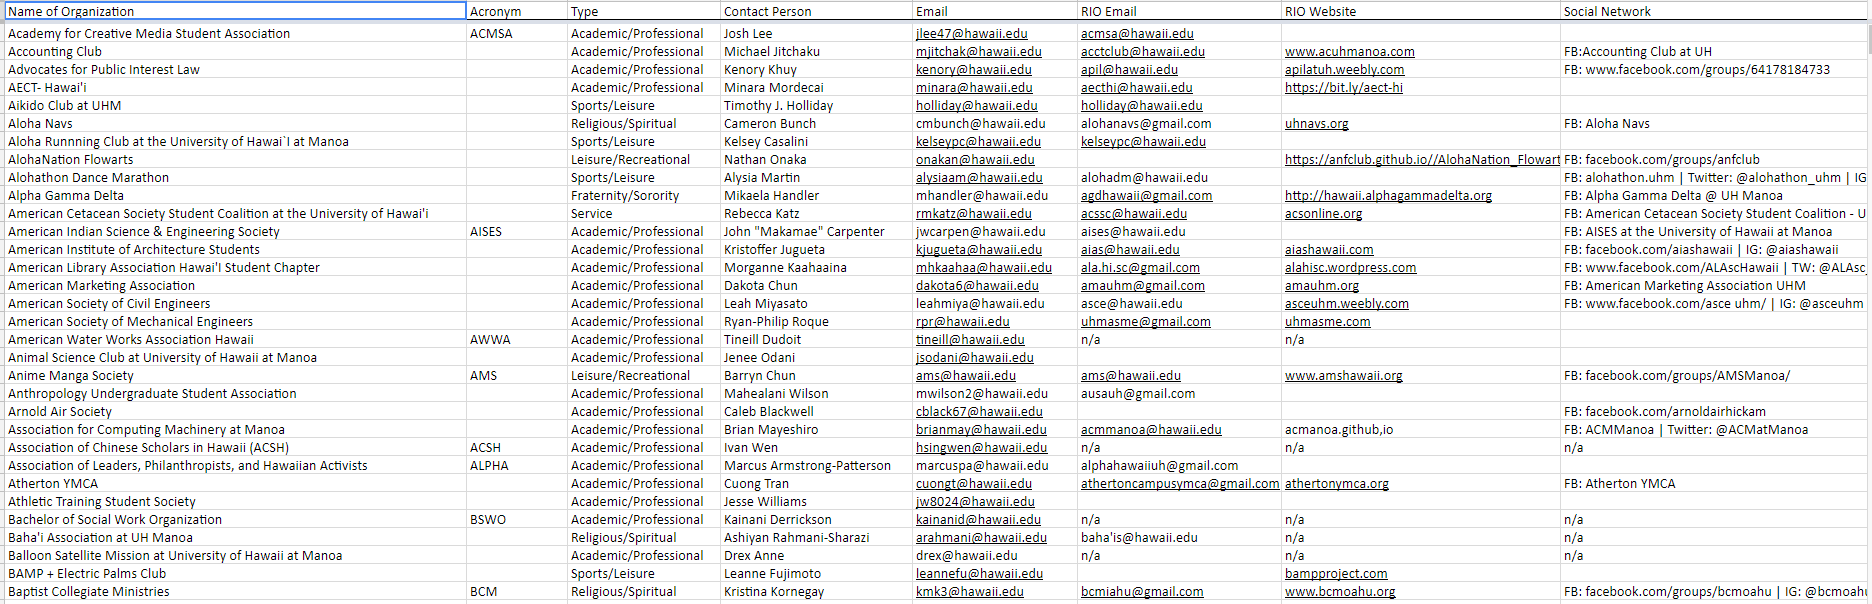 Name of Organization Acronym Type Contact Person Email RIO Email RIO Website Social Network
Academy for Creative Media Student Association ACMSA Academic/Professional Josh Lee jlee47@hawaii.edu acmsa@hawaii.edu
Accounting Club Academic/Professional Michael Jitchaku mjitchak@hawaii.edu acctclub@hawaii.edu www.acuhmanoa.com FB:Accounting Club at UH
Advocates for Public Interest Law Academic/Professional Kenory Khuy kenory@hawaii.edu apil@hawaii.edu apilatuh.weebly.com FB: www.facebook.com/groups/64178184733
AECT- Hawai'i Academic/Professional Minara Mordecai minara@hawaii.edu aecthi@hawaii.edu https://bit.ly/aect-hi
Aikido Club at UHM Sports/Leisure Timothy J. Holliday holliday@hawaii.edu holliday@hawaii.edu
Aloha Navs Religious/Spiritual Cameron Bunch cmbunch@hawaii.edu alohanavs@gmail.com uhnavs.org FB: Aloha Navs
Aloha Runnning Club at the University of Hawai`I at Manoa Sports/Leisure Kelsey Casalini kelseypc@hawaii.edu kelseypc@hawaii.edu
AlohaNation Flowarts Leisure/Recreational Nathan Onaka onakan@hawaii.edu https://anfclub.github.io//AlohaNation_Flowart FB: facebook.com/groups/anfclub
Alohathon Dance Marathon Sports/Leisure Alysia Martin alysiaam@hawaii.edu alohadm@hawaii.edu FB: alohathon.uhm | Twitter: @alohathon_uhm | IG
Alpha Gamma Delta Fraternity/Sorority Mikaela Handler mhandler@hawaii.edu agdhawaii@gmail.com http://hawaii.alphagammadelta.org FB: Alpha Gamma Delta @ UH Manoa
American Cetacean Society Student Coalition at the University of Hawai'i Service Rebecca Katz rmkatz@hawaii.edu acssc@hawaii.edu acsonline.org FB: American Cetacean Society Student Coalition - U
American Indian Science & Engineering Society AISES Academic/Professional John "Makamae" Carpenter jwcarpen@hawaii.edu aises@hawaii.edu FB: AISES at the University of Hawaii at Manoa
American Institute of Architecture Students Academic/Professional Kristoffer Jugueta kjugueta@hawaii.edu aias@hawaii.edu aiashawaii.com FB: facebook.com/aiashawaii | IG: @aiashawaii
American Library Association Hawai'I Student Chapter Academic/Professional Morganne Kaahaaina mhkaahaa@hawaii.edu ala.hi.sc@gmail.com alahisc.wordpress.com FB: www.facebook.com/ALAscHawaii | TW: @ALAsc_
American Marketing Association Academic/Professional Dakota Chun dakota6@hawaii.edu amauhm@gmail.com amauhm.org FB: American Marketing Association UHM
American Society of Civil Engineers Academic/Professional Leah Miyasato leahmiya@hawaii.edu asce@hawaii.edu asceuhm.weebly.com FB: www.facebook.com/asce uhm/ | IG: @asceuhm
American Society of Mechanical Engineers Academic/Professional Ryan-Philip Roque rpr@hawaii.edu uhmasme@gmail.com uhmasme.com
American Water Works Association Hawaii AWWA Academic/Professional Tineill Dudoit tineill@hawaii.edu n/a n/a
Animal Science Club at University of Hawaii at Manoa Academic/Professional Jenee Odani jsodani@hawaii.edu
Anime Manga Society AMS Leisure/Recreational Barryn Chun ams@hawaii.edu ams@hawaii.edu www.amshawaii.org FB: facebook.com/groups/AMSManoa/
Anthropology Undergraduate Student Association Academic/Professional Mahealani Wilson mwilson2@hawaii.edu ausauh@gmail.com
Arnold Air Society Academic/Professional Caleb Blackwell cblack67@hawaii.edu FB: facebook.com/arnoldairhickam
Association for Computing Machinery at Manoa Academic/Professional Brian Mayeshiro brianmay@hawaii.edu acmmanoa@hawaii.edu acmanoa.github,io FB: ACMManoa | Twitter: @ACMatManoa
Association of Chinese Scholars in Hawaii (ACSH) ACSH Academic/Professional Ivan Wen hsingwen@hawaii.edu n/a n/a n/a
Association of Leaders, Philanthropists, and Hawaiian Activists ALPHA Academic/Professional Marcus Armstrong-Patterson marcuspa@hawaii.edu alphahawaiiuh@gmail.com
Atherton YMCA Academic/Professional Cuong Tran cuongt@hawaii.edu athertoncampusymca@gmail.com athertonymca.org FB: Atherton YMCA
Athletic Training Student Society Academic/Professional Jesse Williams jw8024@hawaii.edu
Bachelor of Social Work Organization BSWO Academic/Professional Kainani Derrickson kainanid@hawaii.edu n/a n/a n/a
Baha'i Association at UH Manoa Religious/Spiritual Ashiyan Rahmani-Sharazi arahmani@hawaii.edu baha'is@hawaii.edu n/a n/a
Balloon Satellite Mission at University of Hawaii at Manoa Academic/Professional Drex Anne drex@hawaii.edu n/a n/a n/a
BAMP + Electric Palms Club Sports/Leisure Leanne Fujimoto leannefu@hawaii.edu bampproject.com
Baptist Collegiate Ministries BCM Religious/Spiritual Kristina Kornegay kmk3@hawaii.edu bcmiahu@gmail.com www.bcmoahu.org FB: facebook.com/groups/bcmoahu | IG: @bcmoahu